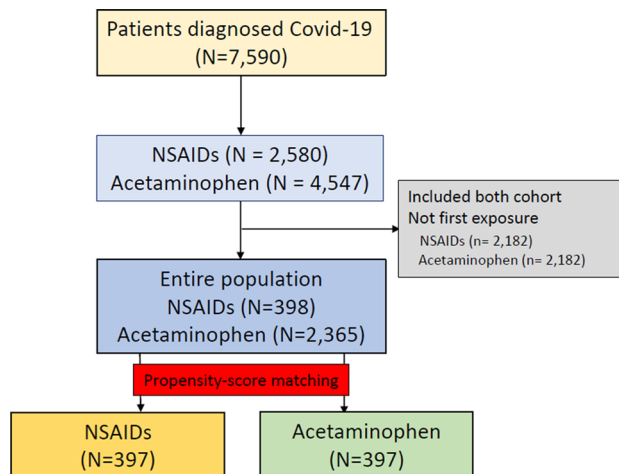 Patients diagnosed Covid-19
(N=7,590)
NSAIDs (N = 2,580)
Acetaminophen (N = 4,547)
Included both cohort
Not first exposure
NSAIDs (n= 2,182)
Acetaminophen (n= 2,182)
Entire population
NSAIDs (N=398)
Acetaminophen (N=2,365)
Propensity-score matching
NSAIDs
(N=397)
Acetaminophen
(N=397)